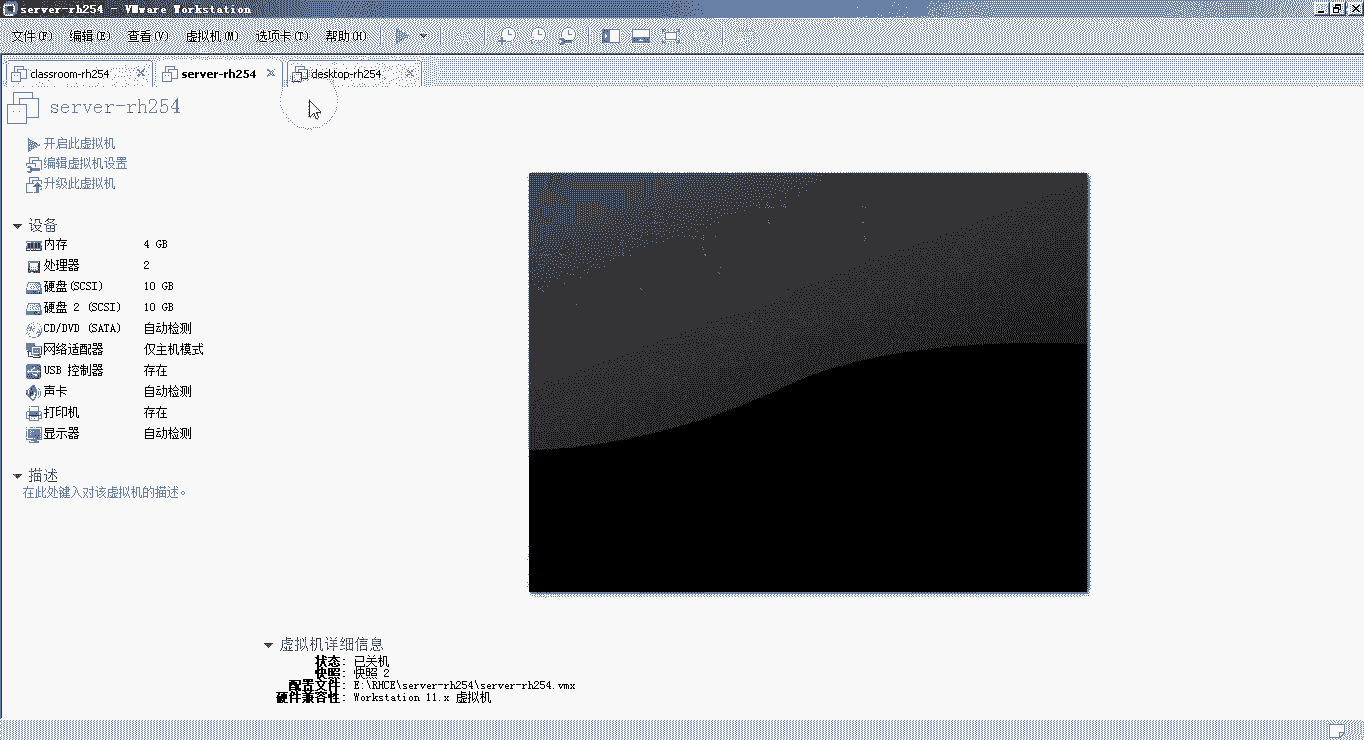 server-rh254 - VMware Workstation
文件(F) 编辑(E) 查看(V) 虚拟机(M) 选项卡(T) 帮助(H)
classroom-rh254 server-rh254 desktop-rh254
server-rh254
开启此虚拟机
编辑虚拟机设置
升级此虚拟机
设备
内存 4 GB
处理器 2
硬盘(SCSI) 10 GB
硬盘 2 (SCSI) 10 GB
CD/DVD (SATA) 自动检测
网络适配器 仅主机模式
USB 控制器 存在
声卡 自动检测
打印机 存在
显示器 自动检测
描述
在此处键入对该虚拟机的描述。
虚拟机详细信息
状态: 已关机
快照: 快照 2
配置文件: E:\RHCE\server-rh254\server-rh254.vmx
硬件兼容性: Workstation 11.x 虚拟机